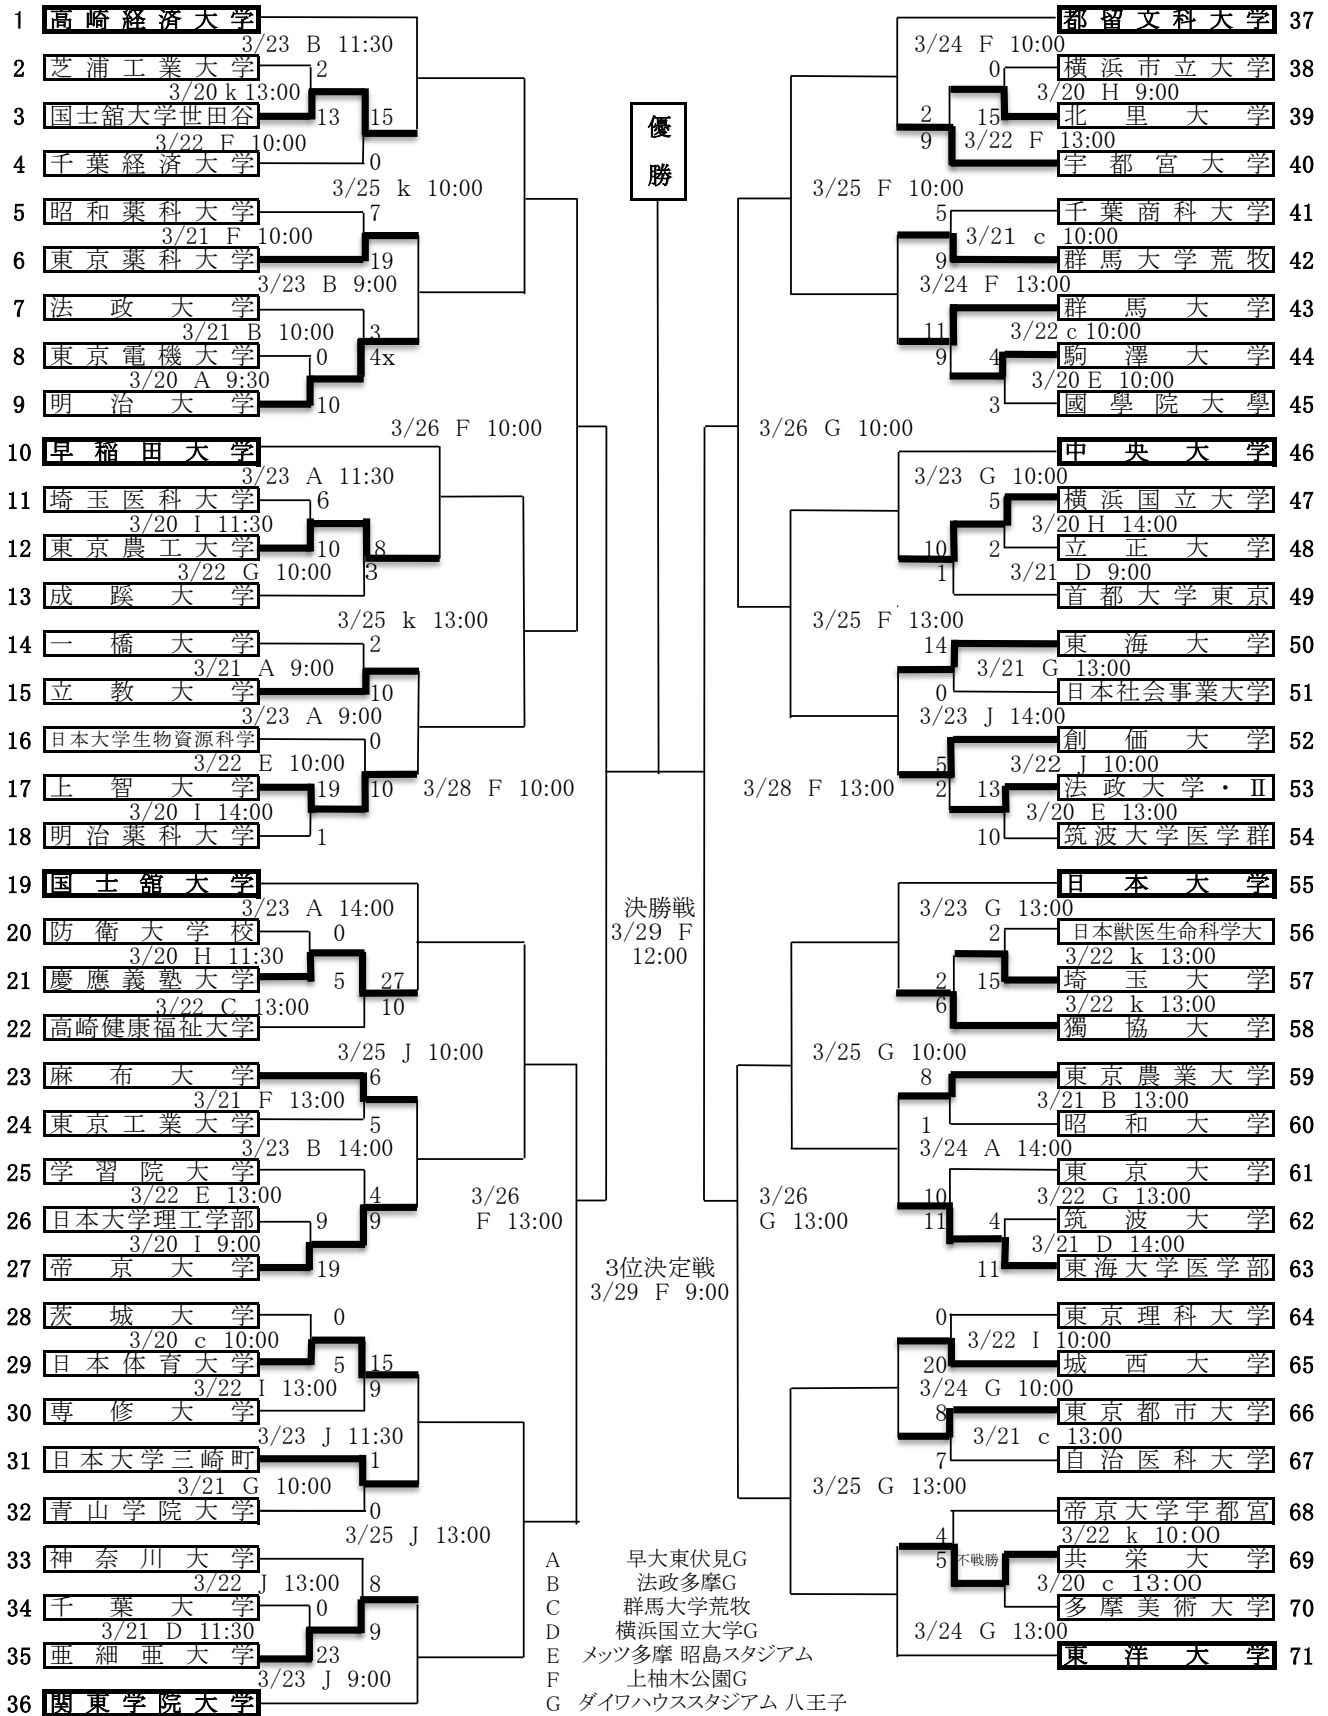 1 高崎経済大学
3/23 B 11:30
2 芝浦工業大学 2
3/20 k 13:00
3 国士舘大学世田谷 13 15
3/22 F 10:00
4 千葉経済大学 0
3/25 k 10:00
5 昭和薬科大学 7
3/21 F 10:00
6 東京薬科大学 19
3/23 B 9:00
7 法政大学 3
3/21 B 10:00
8 東京電機大学 0 4x
3/20 A 9:30
9 明治大学 10
3/26 F 10:00
10 早稲田大学
3/23 A 11:30
11 埼玉医科大学 6
3/20 I 11:30
12 東京農工大学 10 8
3/22 G 10:00 3
13 成蹊大学
3/25 k 13:00
14 一橋大学 2
3/21 A 9:00
15 立教大学 10
3/23 A 9:00
16 日本大学生物資源科学 0
3/22 E 10:00
17 上智大学 19 10
3/28 F 10:00
3/20 I 14:00
18 明治薬科大学 1
19 国士舘大学
3/23 A 14:00
20 防衛大学校 0
3/20 H 11:30
21 慶應義塾大学 5 27
3/22 C 13:00 10
22 高崎健康福祉大学
3/25 J 10:00
23 麻布大学 6
3/21 F 13:00
24 東京工業大学 5
3/23 B 14:00
25 学習院大学
3/22 E 13:00 4
26 日本大学理工学部 9 9
3/20 I 9:00
27 帝京大学 19
3/26
F 13:00
28 茨城大学 0
3/20 c 10:00
29 日本体育大学 5 15
3/22 I 13:00 9
30 専修大学
3/23 J 11:30
31 日本大学三崎町 1
3/21 G 10:00
32 青山学院大学 0
3/25 J 13:00
33 神奈川大学
3/22 J 13:00 8
34 千葉大学 0
3/21 D 11:30 9
35 亜細亜大学 23
3/23 J 9:00
36 関東学院大学
優勝
決勝戦
3/29 F
12:00
3位決定戦
3/29 F 9:00
A 早大東伏見G
B 法政多摩G
C 群馬大学荒牧
D 横浜国立大学G
E メッツ多摩 昭島スタジアム
F 上柚木公園G
G ダイワハウススタジアム 八王子
都留文科大学 37
3/24 F 10:00
0 横浜市立大学 38
3/20 H 9:00
2 15 北里大学 39
9 3/22 F 13:00
宇都宮大学 40
3/25 F 10:00
5 千葉商科大学 41
3/21 c 10:00
9 群馬大学荒牧 42
3/24 F 13:00
群馬大学 43
11 3/22 c 10:00
9 4 駒澤大学 44
3/20 E 10:00
3 國學院大學 45
3/26 G 10:00
中央大学 46
3/23 G 10:00
5 横浜国立大学 47
3/20 H 14:00
10 2 立正大学 48
1 3/21 D 9:00
首都大学東京 49
3/25 F 13:00
14 東海大学 50
3/21 G 13:00
0 日本社会事業大学 51
3/23 J 14:00
創価大学 52
5 3/22 J 10:00
3/28 F 13:00
2 13 法政大学・Ⅱ 53
3/20 E 13:00
10 筑波大学医学群 54
日本大学 55
3/23 G 13:00
2 日本獣医生命科学大 56
3/22 k 13:00
2 15 埼玉大学 57
6 3/22 k 13:00
獨協大学 58
3/25 G 10:00
8 東京農業大学 59
3/21 B 13:00
1 昭和大学 60
3/24 A 14:00
東京大学 61
10 3/22 G 13:00
11 4 筑波大学 62
3/21 D 14:00
11 東海大学医学部 63
3/26
G 13:00
0 東京理科大学 64
3/22 I 10:00
20 城西大学 65
3/24 G 10:00
8 東京都市大学 66
3/21 c 13:00
7 自治医科大学 67
3/25 G 13:00
帝京大学宇都宮 68
4 3/22 k 10:00
5 不戦勝 共栄大学 69
3/20 c 13:00
多摩美術大学 70
3/24 G 13:00
東洋大学 71